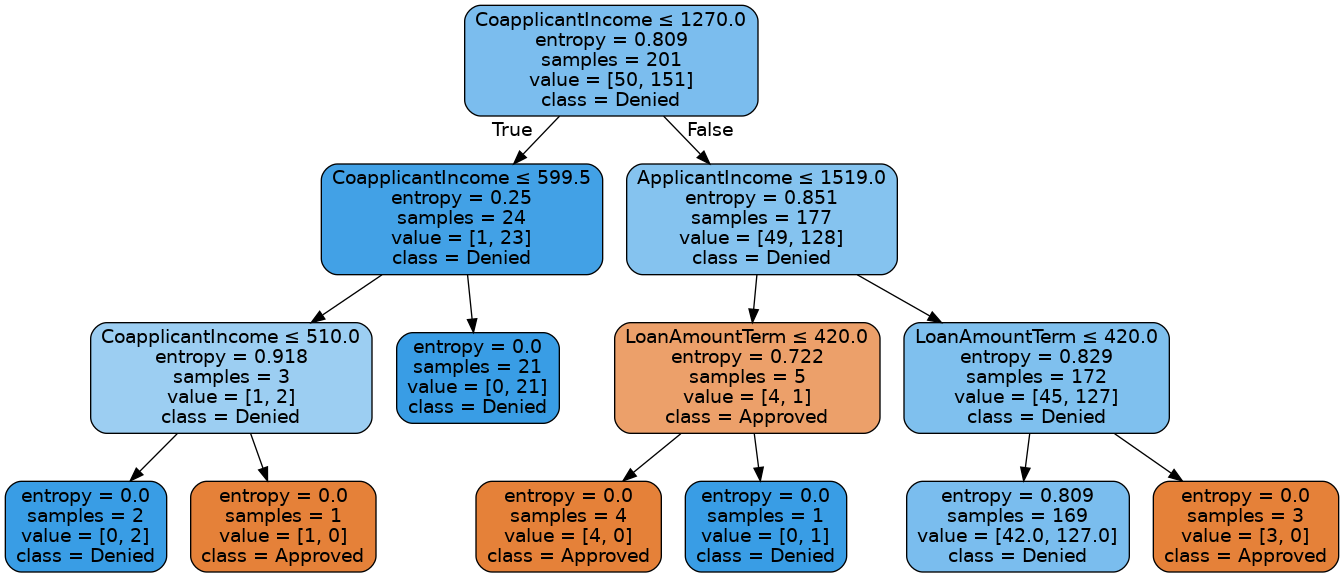 CoapplicantIncome ≤ 1270.0
entropy = 0.809
samples = 201
value = [50, 151]
class = Denied
True
False
CoapplicantIncome ≤ 599.5
entropy = 0.25
samples = 24
value = [1, 23]
class = Denied
ApplicantIncome ≤ 1519.0
entropy = 0.851
samples = 177
value = [49, 128]
class = Denied
CoapplicantIncome ≤ 510.0
entropy = 0.918
samples = 3
value = [1, 2]
class = Denied
entropy = 0.0
samples = 21
value = [0, 21]
class = Denied
LoanAmountTerm ≤ 420.0
entropy = 0.722
samples = 5
value = [4, 1]
class = Approved
LoanAmountTerm ≤ 420.0
entropy = 0.829
samples = 172
value = [45, 127]
class = Denied
entropy = 0.0
samples = 2
value = [0, 2]
class = Denied
entropy = 0.0
samples = 1
value = [1, 0]
class = Approved
entropy = 0.0
samples = 4
value = [4, 0]
class = Approved
entropy = 0.0
samples = 1
value = [0, 1]
class = Denied
entropy = 0.809
samples = 169
value = [42.0, 127.0]
class = Denied
entropy = 0.0
samples = 3
value = [3, 0]
class = Approved